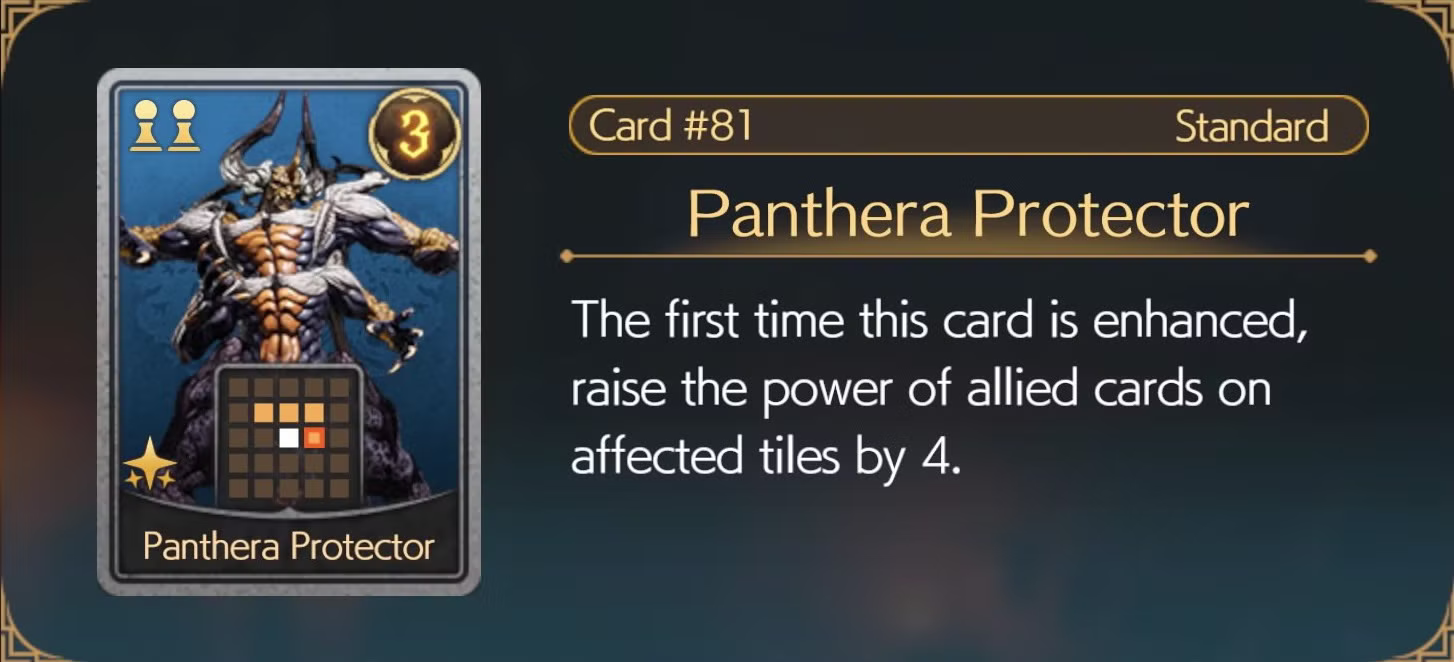 3
Panthera Protector
Card #81 Standard
Panthera Protector
The first time this card is enhanced,
raise the power of allied cards on
affected tiles by 4.